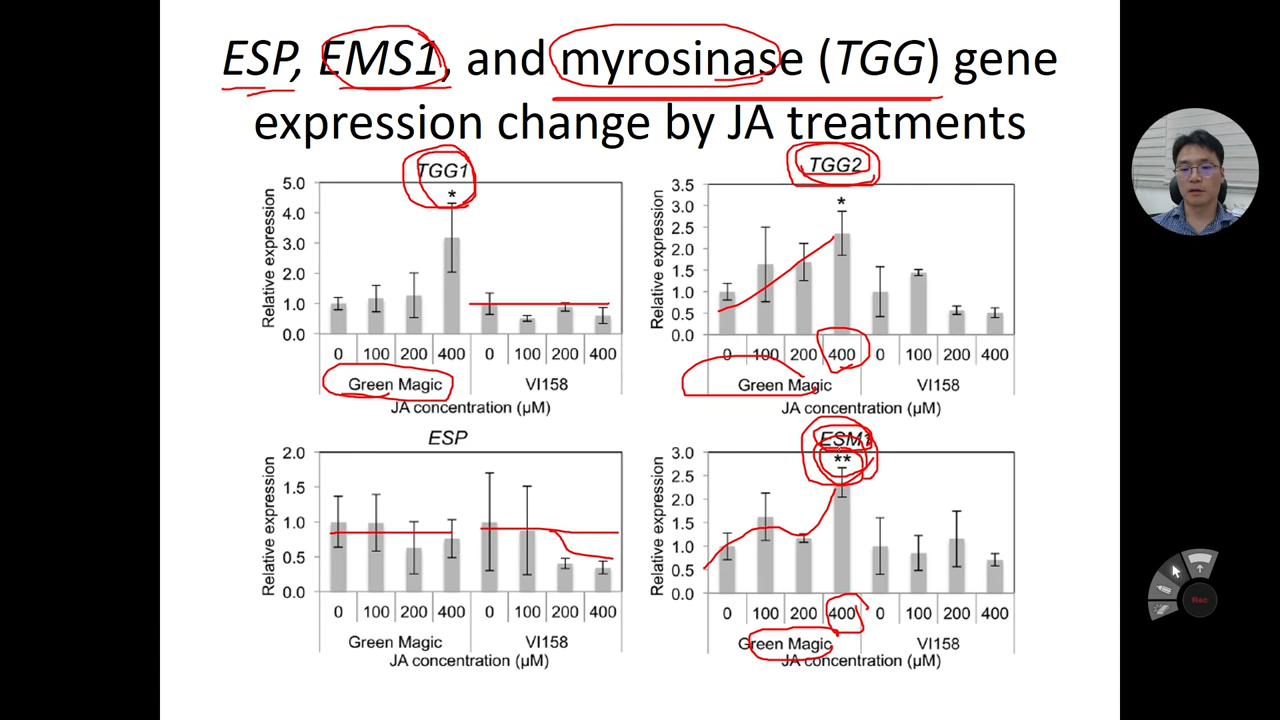 ESP, EMS1, and myrosinase (TGG) gene
expression change by JA treatments
TGG1
5.0
4.0
3.0
2.0
1.0
0.0
Relative expression
*
0 100 200 400 0 100 200 400
Green Magic VI158
JA concentration (µM)
TGG2
3.5
3.0
2.5
2.0
1.5
1.0
0.5
0.0
Relative expression
*
0 100 200 400 0 100 200 400
Green Magic VI158
JA concentration (µM)
ESP
2.0
1.5
1.0
0.5
0.0
Relative expression
0 100 200 400 0 100 200 400
Green Magic VI158
JA concentration (µM)
ESM1
3.0
2.5
2.0
1.5
1.0
0.5
0.0
Relative expression
**
0 100 200 400 0 100 200 400
Green Magic VI158
JA concentration (µM)
Rec